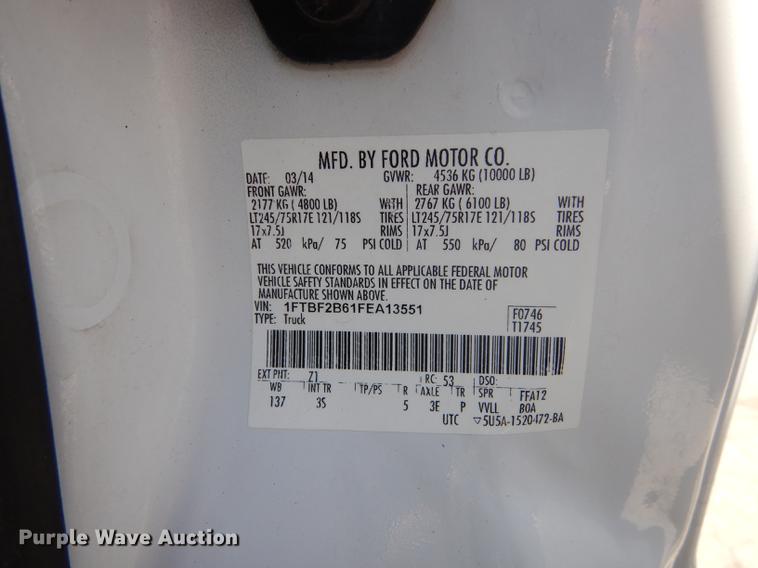 MFD. BY FORD MOTOR CO.
DATE: 03/14 GVWR: 4536 KG (10000 LB)
FRONT GAWR: REAR GAWR:
2177 KG ( 4800 LB) WITH 2767 KG ( 6100 LB) WITH
LT245/75R17E 121/118S TIRES LT245/75R17E 121/118S TIRES
17x7.5J RIMS 17x7.5J RIMS
AT 520 kPa/ 75 PSI COLD AT 550 kPa/ 80 PSI COLD
THIS VEHICLE CONFORMS TO ALL APPLICABLE FEDERAL MOTOR
VEHICLE SAFETY STANDARDS IN EFFECT ON THE DATE OF
MANUFACTURE SHOWN ABOVE.
VIN: 1FTBF2B61FEA13551 F0746
TYPE: Truck T1745
EXT PNT: Z1 RC: 53 DSO:
WB INT TR TP/PS R AXLE TR SPR FFA12
137 3S 5 3E P VVLL BOA
UTC ▽5U5A-1520472-BA
Purple Wave Auction